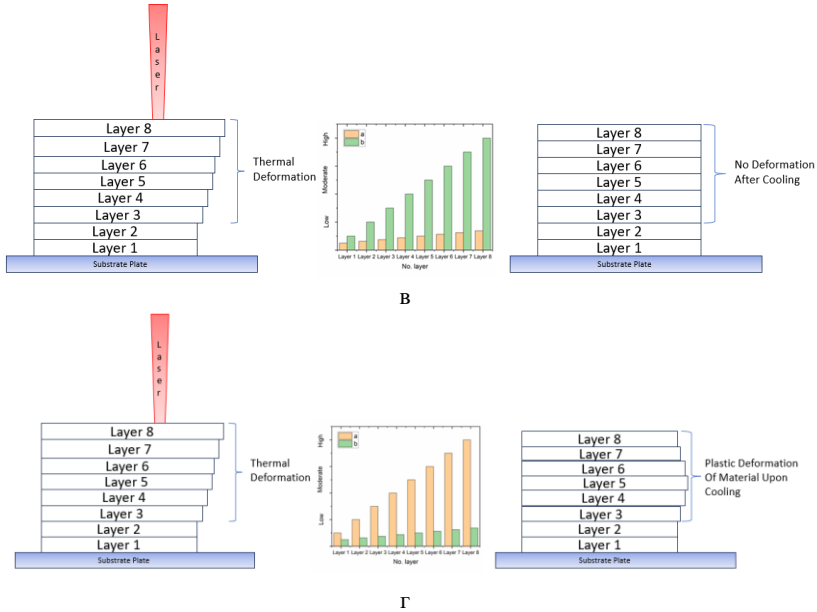 Laser
Layer 8
Layer 7
Layer 6
Layer 5
Layer 4
Layer 3
Layer 2
Layer 1
Substrate Plate
Thermal
Deformation
a
b
High
Moderate
Low
Layer 1 Layer 2 Layer 3 Layer 4 Layer 5 Layer 6 Layer 7 Layer 8
No. layer
Layer 8
Layer 7
Layer 6
Layer 5
Layer 4
Layer 3
Layer 2
Layer 1
Substrate Plate
No Deformation
After Cooling
в
Laser
Layer 8
Layer 7
Layer 6
Layer 5
Layer 4
Layer 3
Layer 2
Layer 1
Substrate Plate
Thermal
Deformation
a
b
High
Moderate
Low
Layer 1 Layer 2 Layer 3 Layer 4 Layer 5 Layer 6 Layer 7 Layer 8
No. layer
Layer 8
Layer 7
Layer 6
Layer 5
Layer 4
Layer 3
Layer 2
Layer 1
Substrate Plate
Plastic Deformation
Of Material Upon
Cooling
г